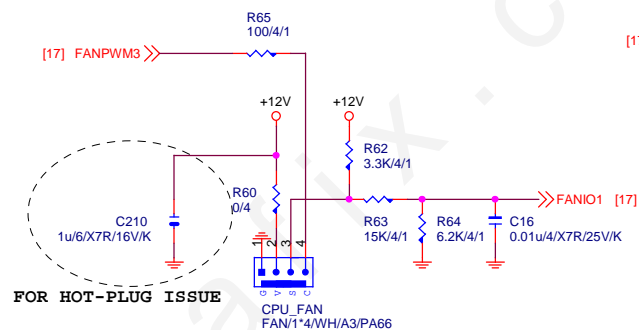 R65
100/4/1
[17] FANPWM3
+12V
+12V
R62
3.3K/4/1
R60
0/4
FANIO1 [17]
C210
1u/6/X7R/16V/K
R63
15K/4/1
R64
6.2K/4/1
C16
0.01u/4/X7R/25V/K
1
2
3
4
G
V
S
C
FOR HOT-PLUG ISSUE
CPU_FAN
FAN/1*4/WH/A3/PA66